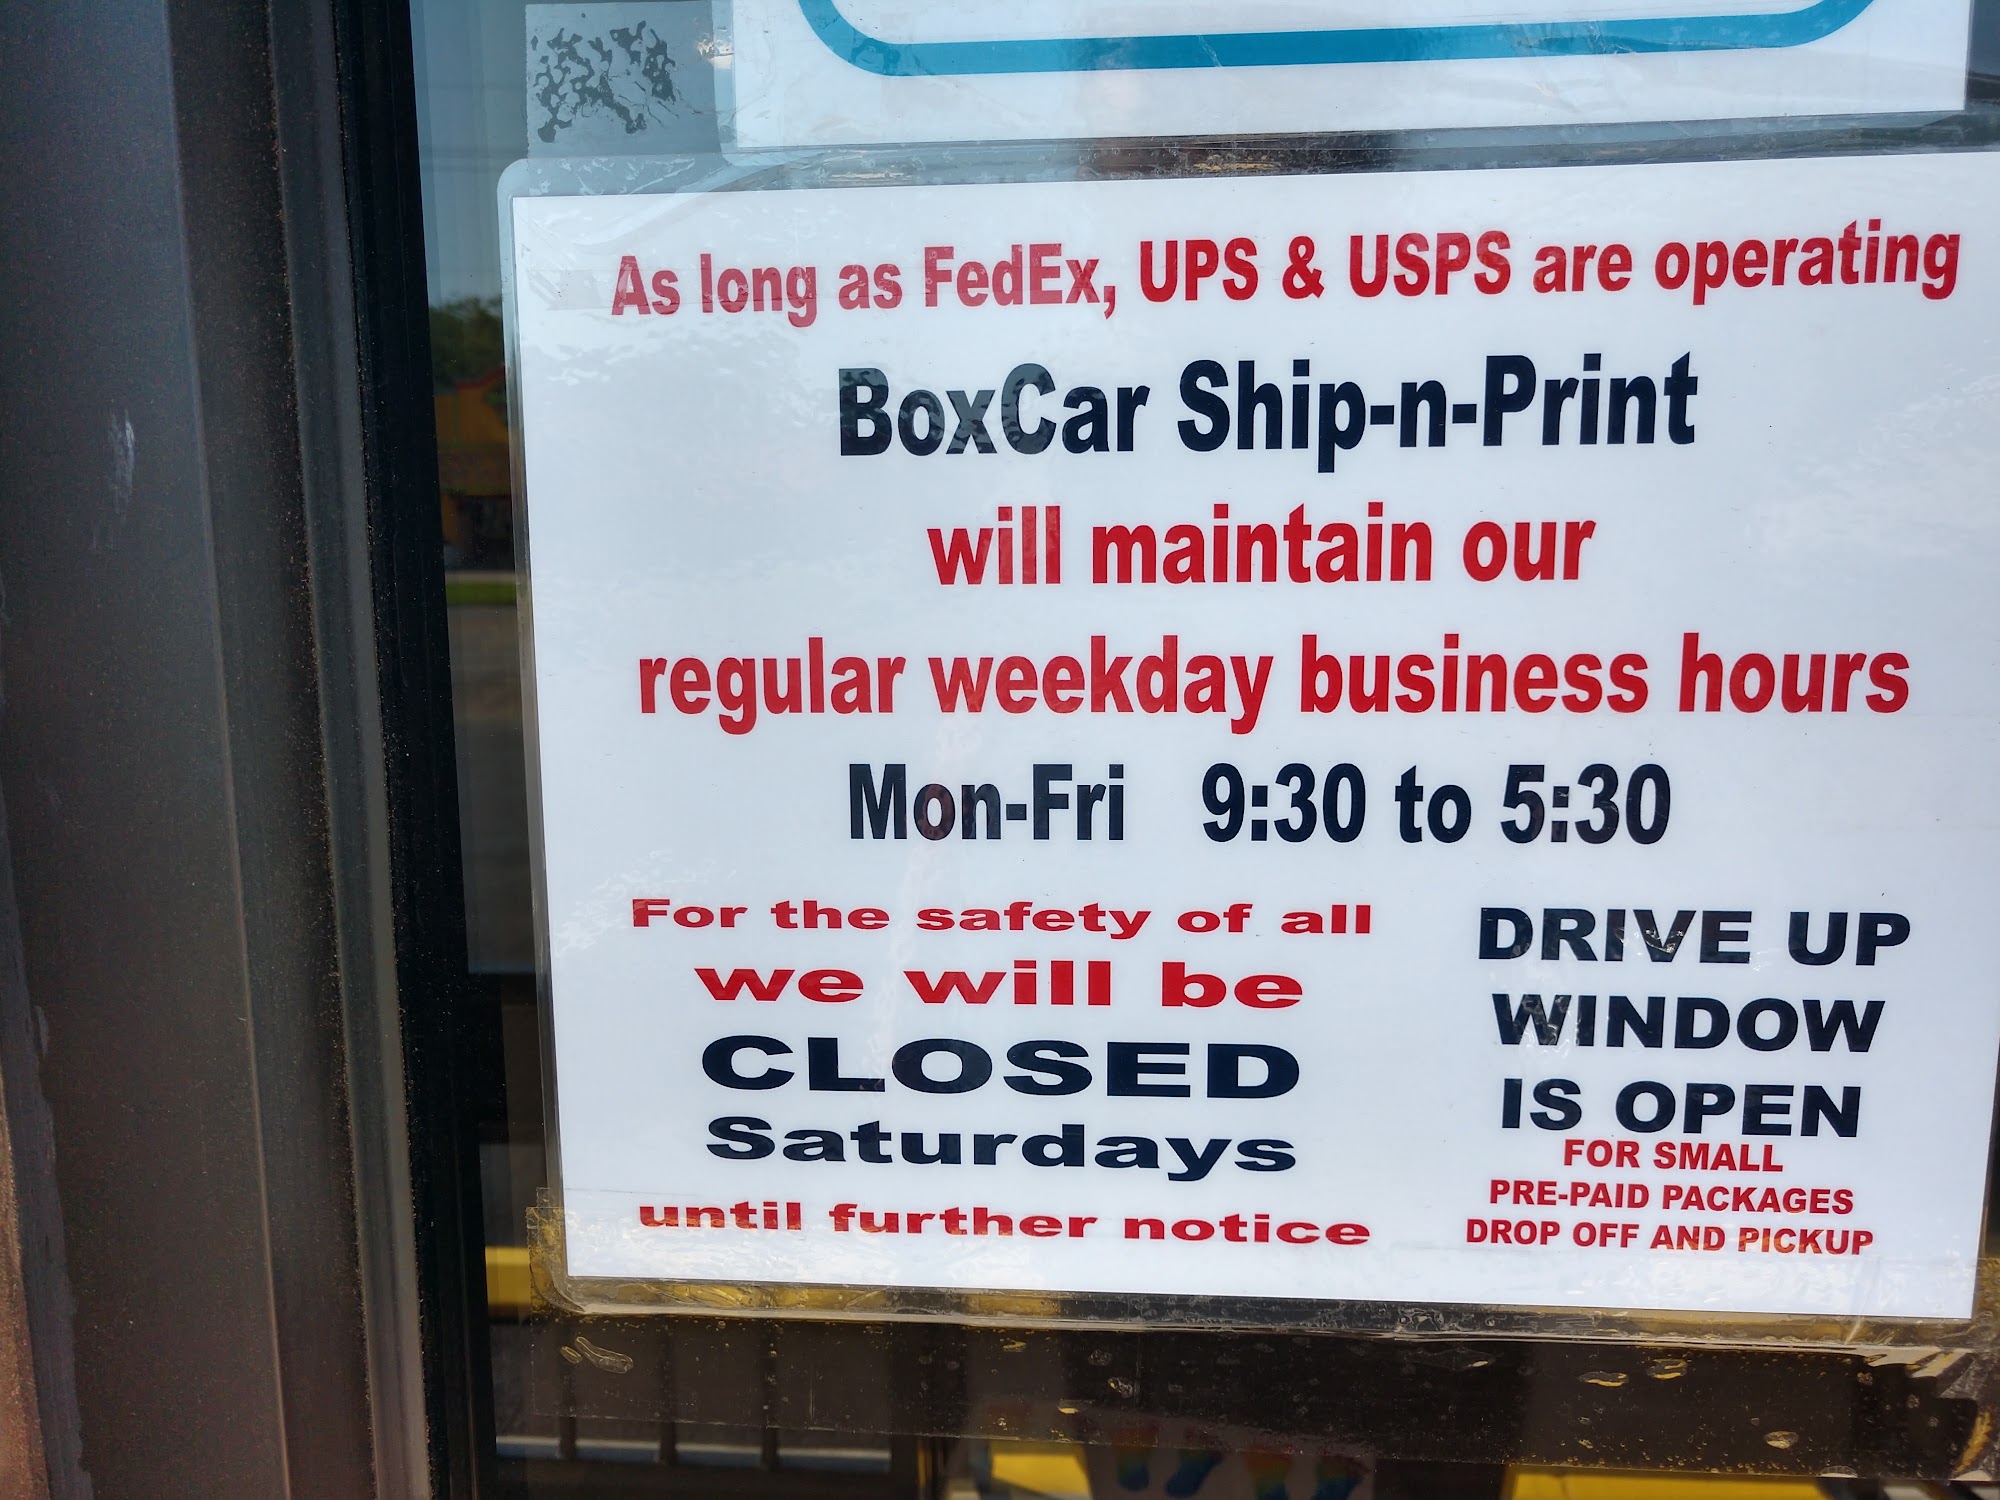 As long as FedEx, UPS & USPS are operating
BoxCar Ship-n-Print
will maintain our
regular weekday business hours
Mon-Fri 9:30 to 5:30
For the safety of all
we will be
CLOSED
Saturdays
until further notice
DRIVE UP
WINDOW
IS OPEN
FOR SMALL
PRE-PAID PACKAGES
DROP OFF AND PICKUP